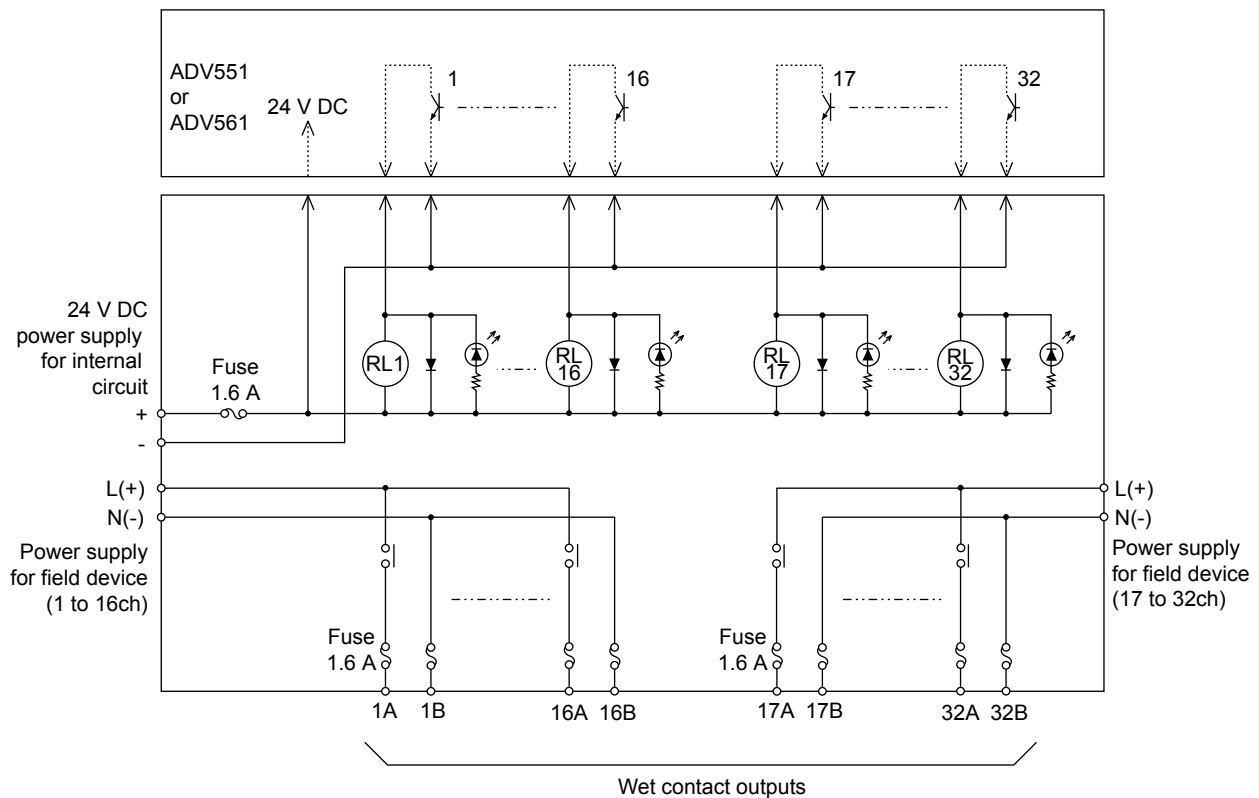 ADV551
or
ADV561
24 V DC
1
16
17
32
24 V DC
power supply
for internal
circuit
Fuse
1.6 A
+
-
RL1
RL
16
RL
17
RL
32
L(+)
N(-)
Power supply
for field device
(1 to 16ch)
L(+)
N(-)
Power supply
for field device
(17 to 32ch)
Fuse
1.6 A
Fuse
1.6 A
1A
1B
16A
16B
17A
17B
32A
32B
Wet contact outputs